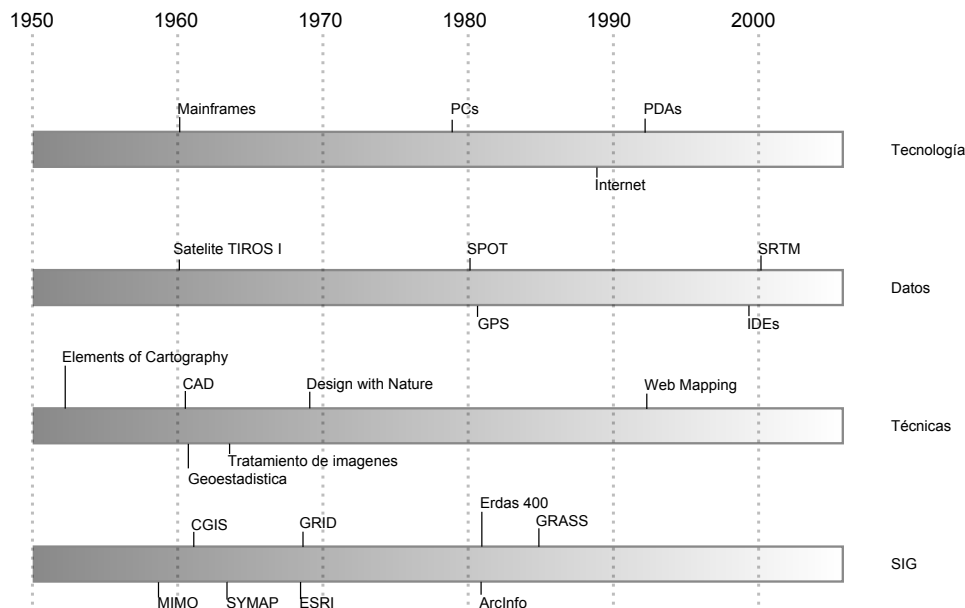 1950 1960 1970 1980 1990 2000
Mainframes PCs PDAs
Tecnología
Internet
Satelite TIROS I SPOT SRTM
Datos
GPS IDEs
Elements of Cartography
CAD Design with Nature Web Mapping
Técnicas
Tratamiento de imagenes
Geoestadistica
Erdas 400
CGIS GRID GRASS
SIG
MIMO SYMAP ESRI ArcInfo